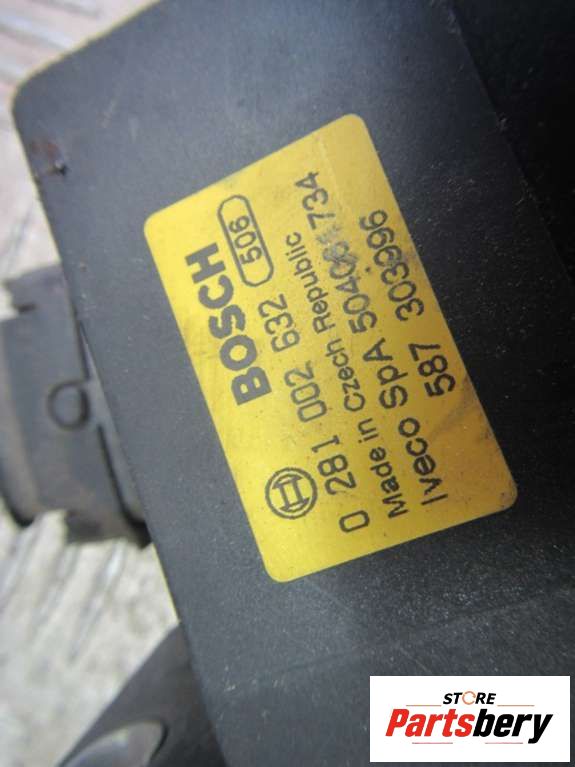 BOSCH
0 281 002 632 506
Made in Czech Republic
Iveco SpA
587 303996
STORE
Partsbery